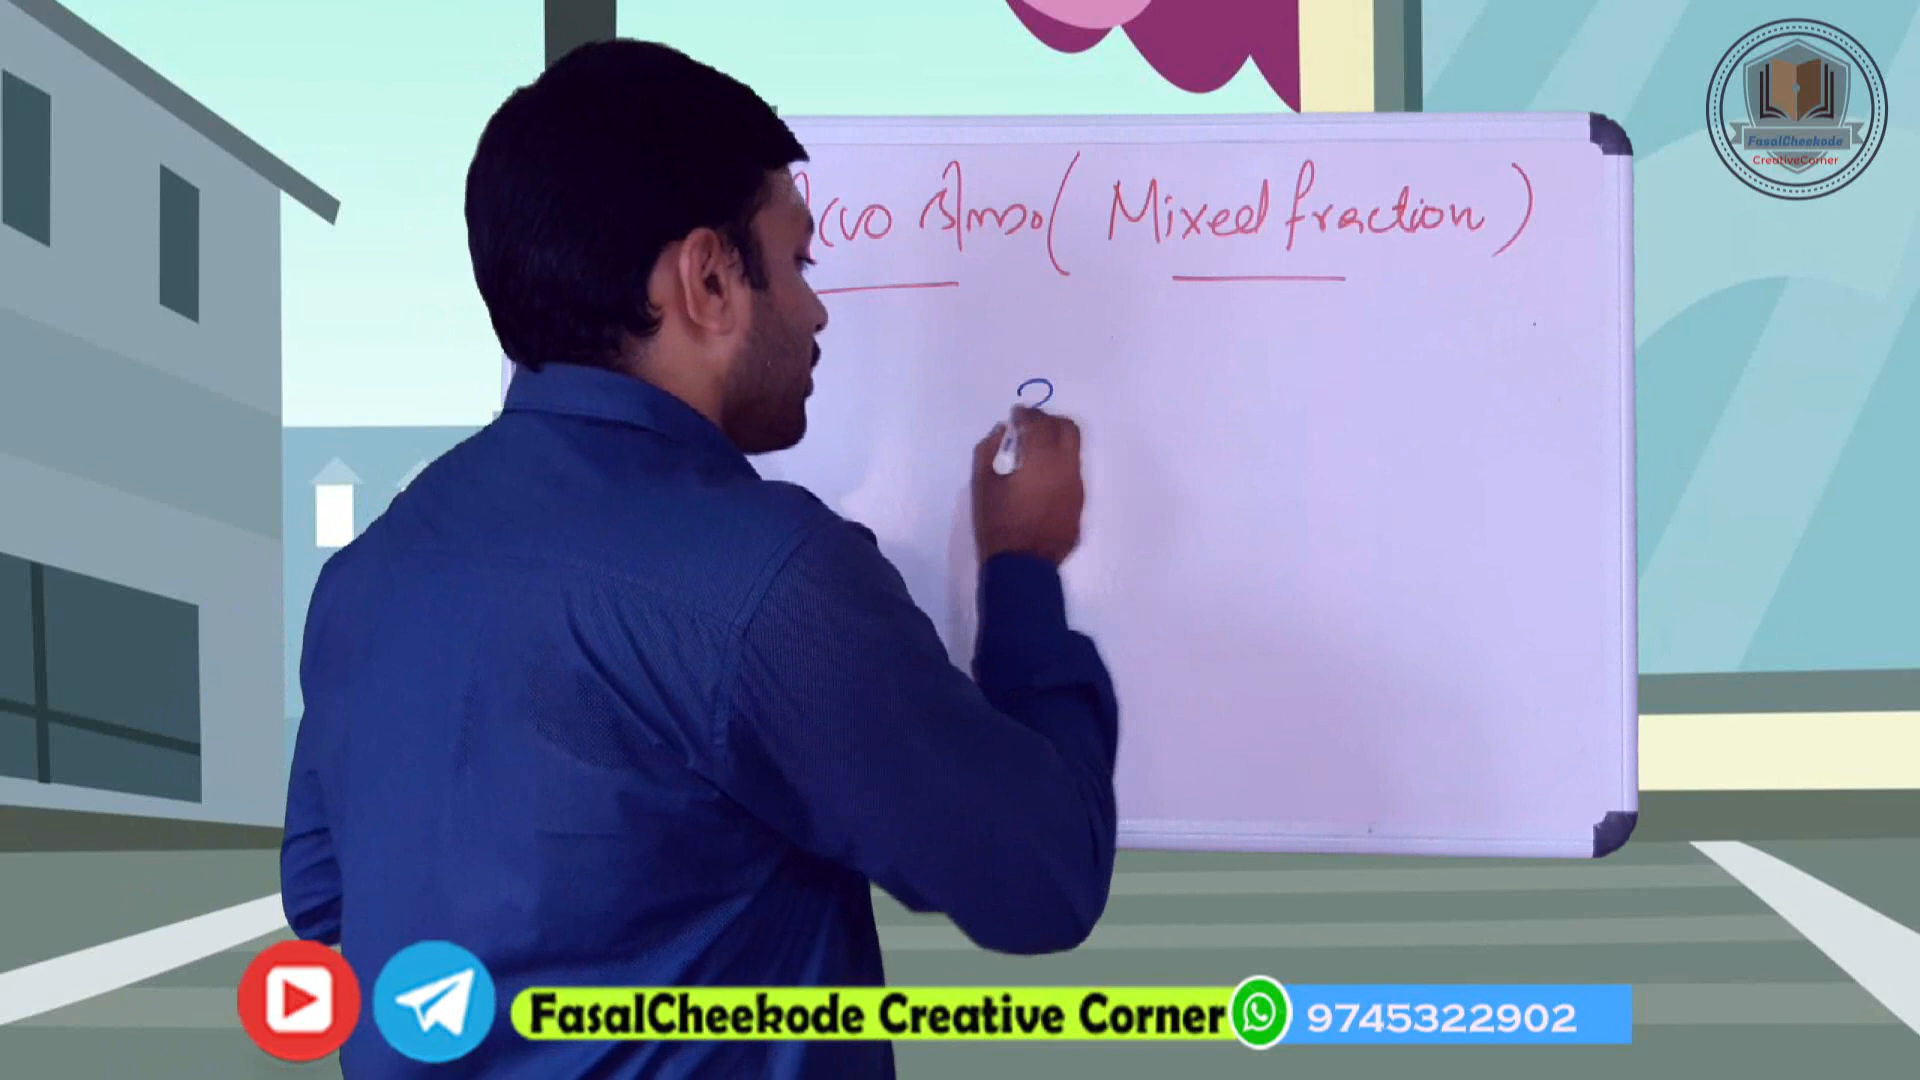 ഭിന്നം ( Mixed fraction )
2
FasalCheekode
CreativeCorner
FasalCheekode Creative Corner 9745322902